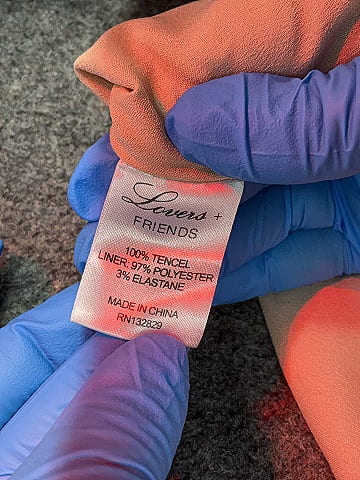 Lovers +
FRIENDS
100% TENCEL
LINER: 97% POLYESTER
3% ELASTANE
MADE IN CHINA
RN132829